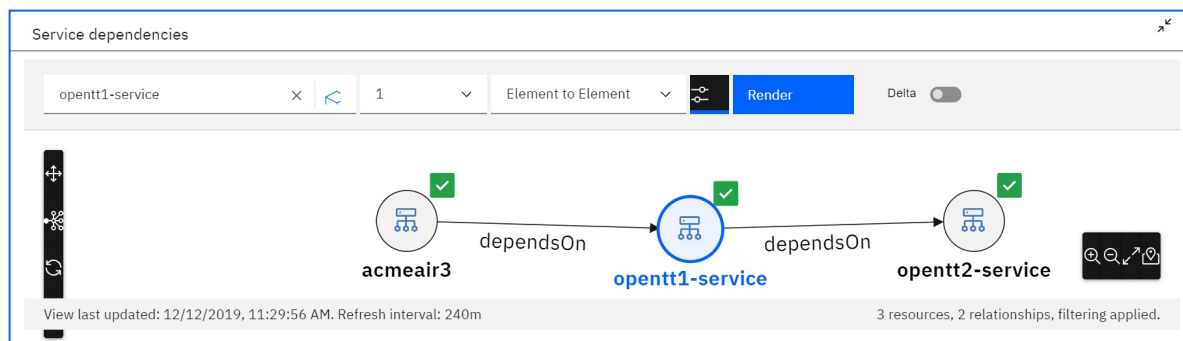 Service dependencies
opentt1-service
1
Element to Element
Render
Delta
dependsOn
dependsOn
acmeair3
opentt1-service
opentt2-service
View last updated: 12/12/2019, 11:29:56 AM. Refresh interval: 240m
3 resources, 2 relationships, filtering applied.